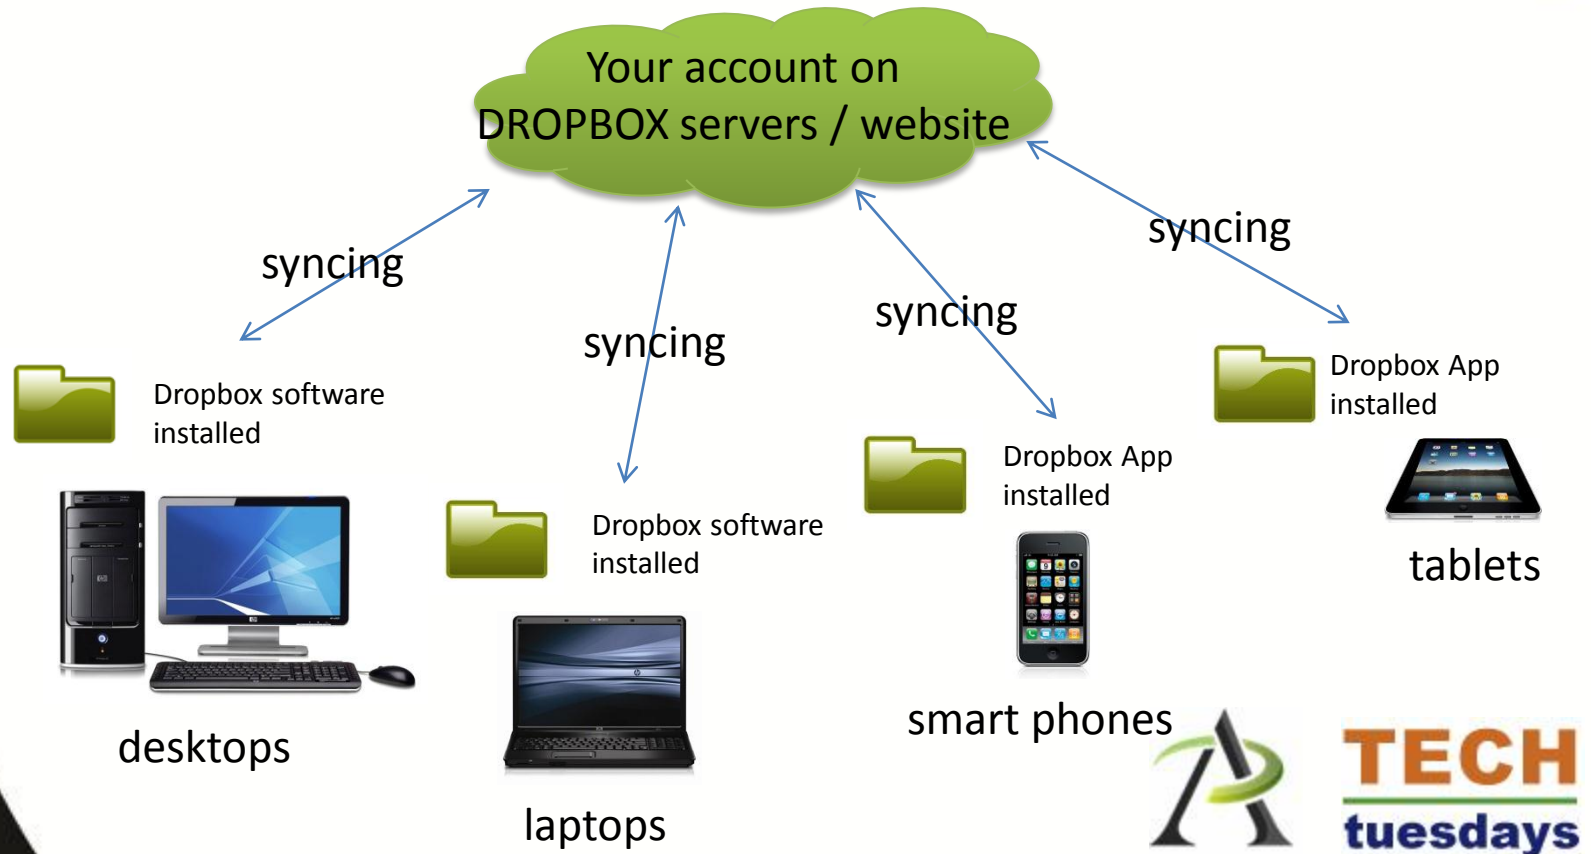 Your account on
DROPBOX servers / website
syncing
syncing
syncing
syncing
Dropbox software
installed
desktops
Dropbox software
installed
laptops
Dropbox App
installed
smart phones
Dropbox App
installed
tablets
TECH
tuesdays